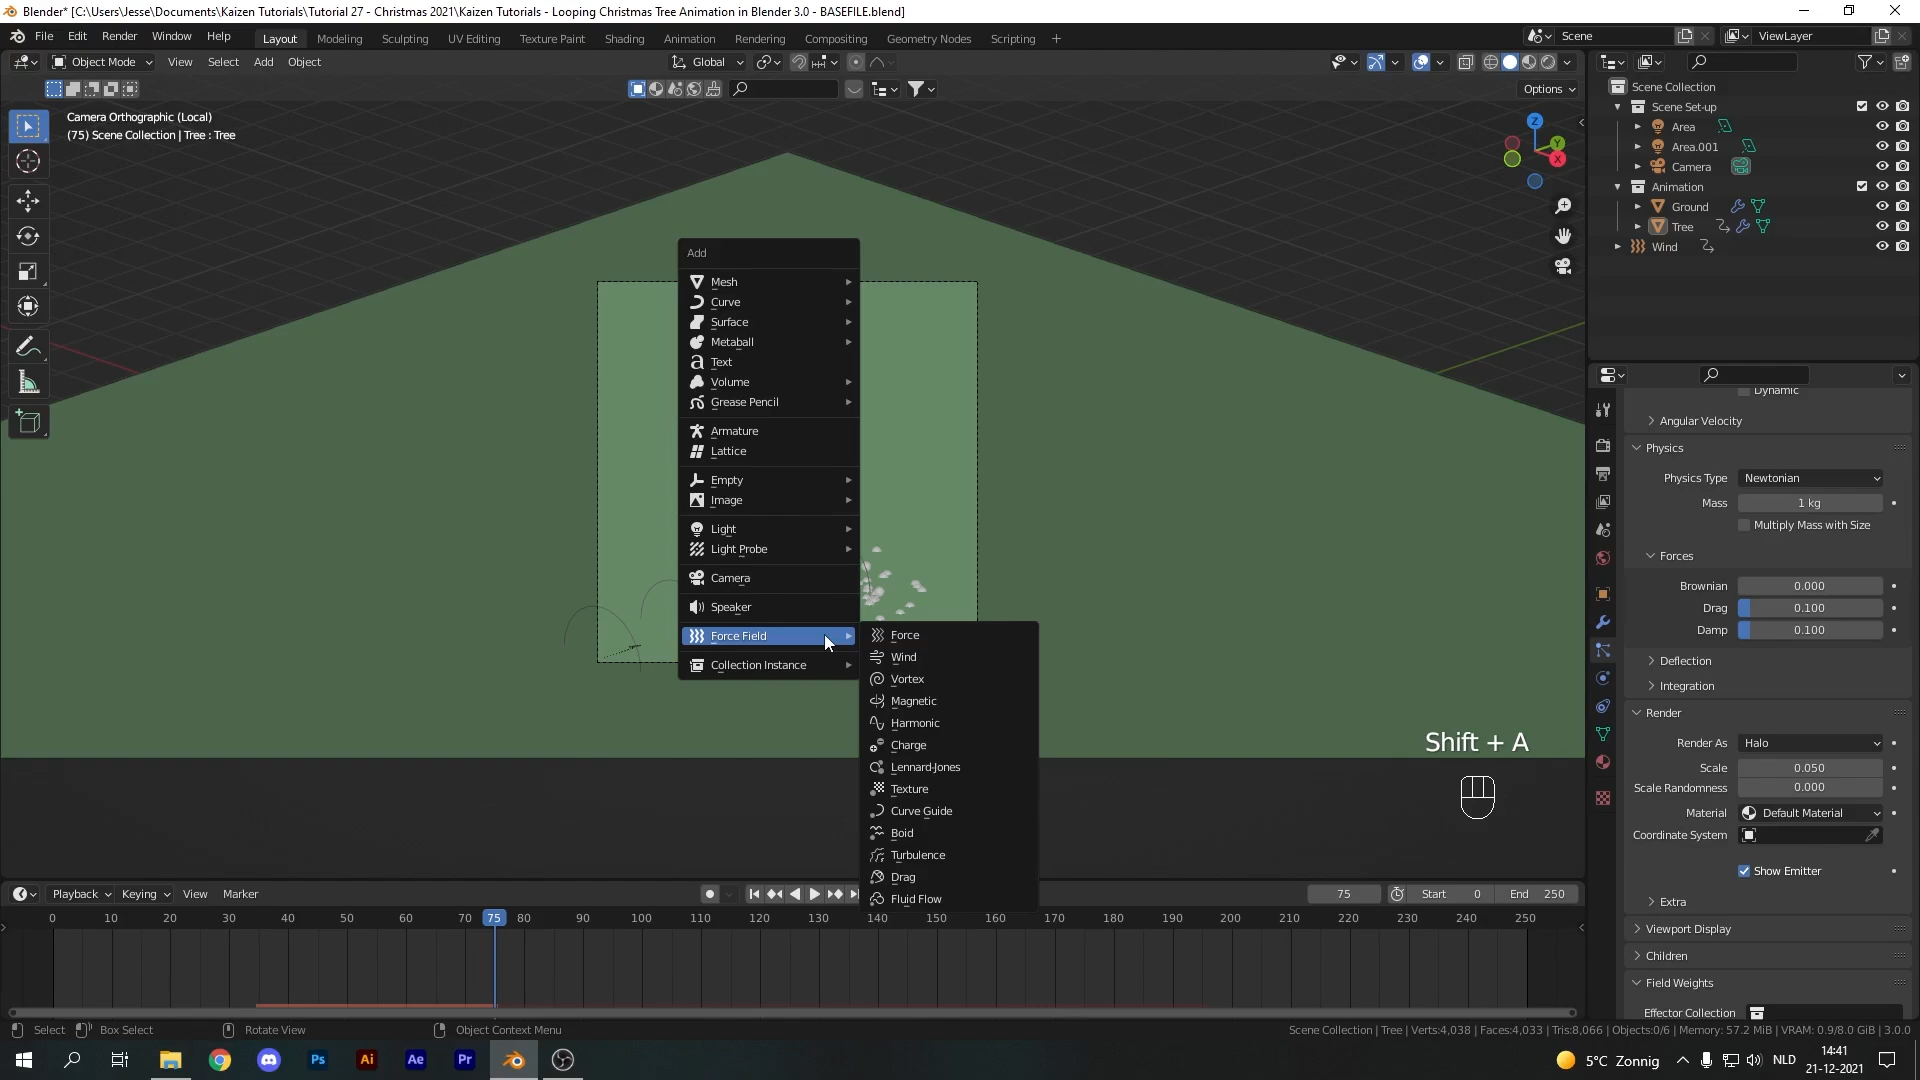 Blender* [C:\Users\Jesse\Documents\Kaizen Tutorials\Tutorial 27 - Christmas 2021\Kaizen Tutorials - Looping Christmas Tree Animation in Blender 3.0 - BASEFILE.blend]
File Edit Render Window Help Layout Modeling Sculpting UV Editing Texture Paint Shading Animation Rendering Compositing Geometry Nodes Scripting + Scene ViewLayer
Object Mode View Select Add Object Global
Options
Camera Orthographic (Local)
(75) Scene Collection | Tree : Tree
Z
Y
X
Add
Mesh
Curve
Surface
Metaball
Text
Volume
Grease Pencil
Armature
Lattice
Empty
Image
Light
Light Probe
Camera
Speaker
Force Field
Collection Instance
Force
Wind
Vortex
Magnetic
Harmonic
Charge
Lennard-Jones
Texture
Curve Guide
Boid
Turbulence
Drag
Fluid Flow
Shift + A
Scene Collection
Scene Set-up
Area
Area.001
Camera
Animation
Ground
Tree
Wind
Dynamic
Angular Velocity
Physics
Physics Type Newtonian
Mass 1 kg
Multiply Mass with Size
Forces
Brownian 0.000
Drag 0.100
Damp 0.100
Deflection
Integration
Render
Render As Halo
Scale 0.050
Scale Randomness 0.000
Material Default Material
Coordinate System
Show Emitter
Extra
Viewport Display
Children
Field Weights
Effector Collection
Playback Keying View Marker 75 Start 0 End 250
0 10 20 30 40 50 60 70 75 80 90 100 110 120 130 140 150 160 170 180 190 200 210 220 230 240 250
Select Box Select Rotate View Object Context Menu Scene Collection | Tree | Verts:4,038 | Faces:4,033 | Tris:8,066 | Objects:0/6 | Memory: 57.2 MiB | VRAM: 0.9/8.0 GiB | 3.0.0
Ps Ai Ae Pr 5°C Zonnig NLD 14:41
21-12-2021